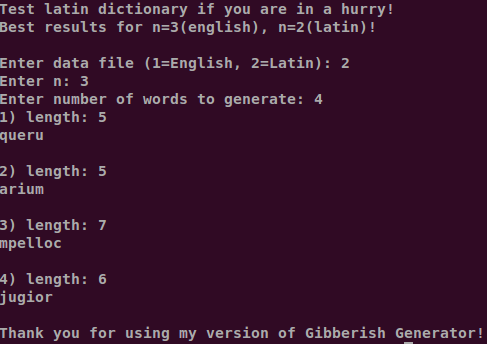 Test latin dictionary if you are in a hurry!
Best results for n=3(english), n=2(latin)!
Enter data file (1=English, 2=Latin): 2
Enter n: 3
Enter number of words to generate: 4
1) length: 5
queru
2) length: 5
arium
3) length: 7
mpelloc
4) length: 6
jugior
Thank you for using my version of Gibberish Generator!